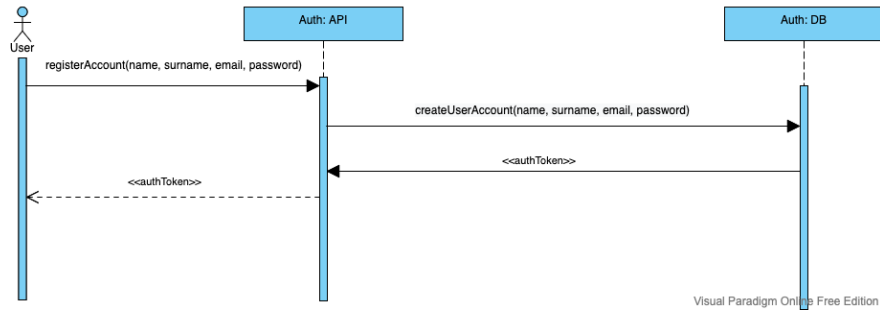 Auth: API
Auth: DB
User
registerAccount(name, surname, email, password)
createUserAccount(name, surname, email, password)
<<authToken>>
<<authToken>>
Visual Paradigm Online Free Edition